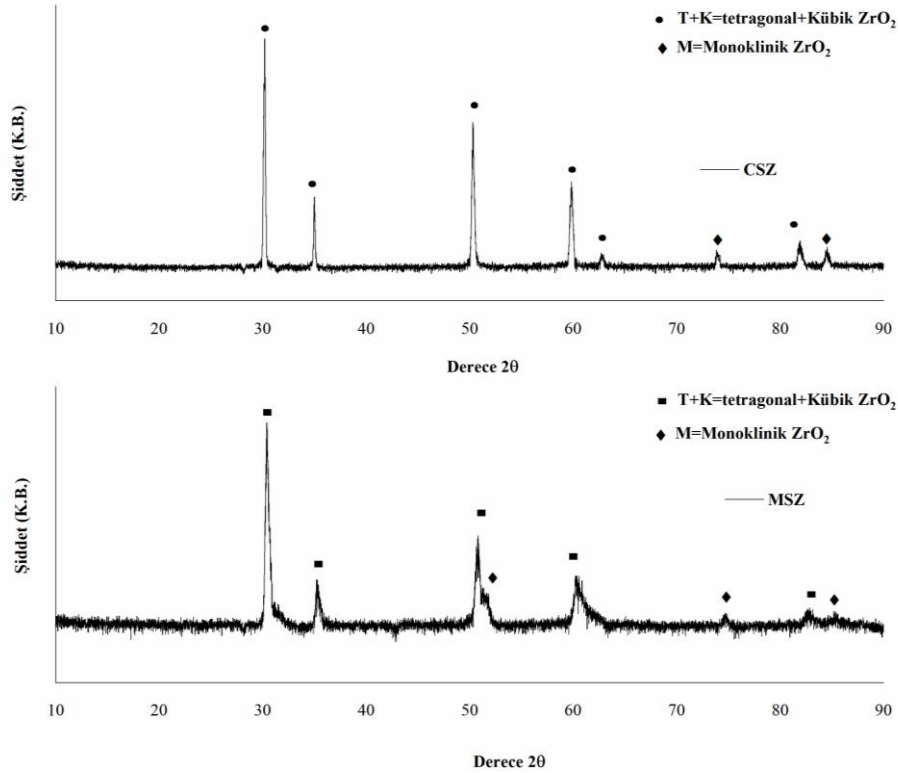 ● T+K=tetragonal+Kübik ZrO₂
◆ M=Monoklinik ZrO₂
Şiddet (K.B.)
CSZ
10 20 30 40 50 60 70 80 90
Derece 2θ
■ T+K=tetragonal+Kübik ZrO₂
◆ M=Monoklinik ZrO₂
Şiddet (K.B.)
MSZ
10 20 30 40 50 60 70 80 90
Derece 2θ